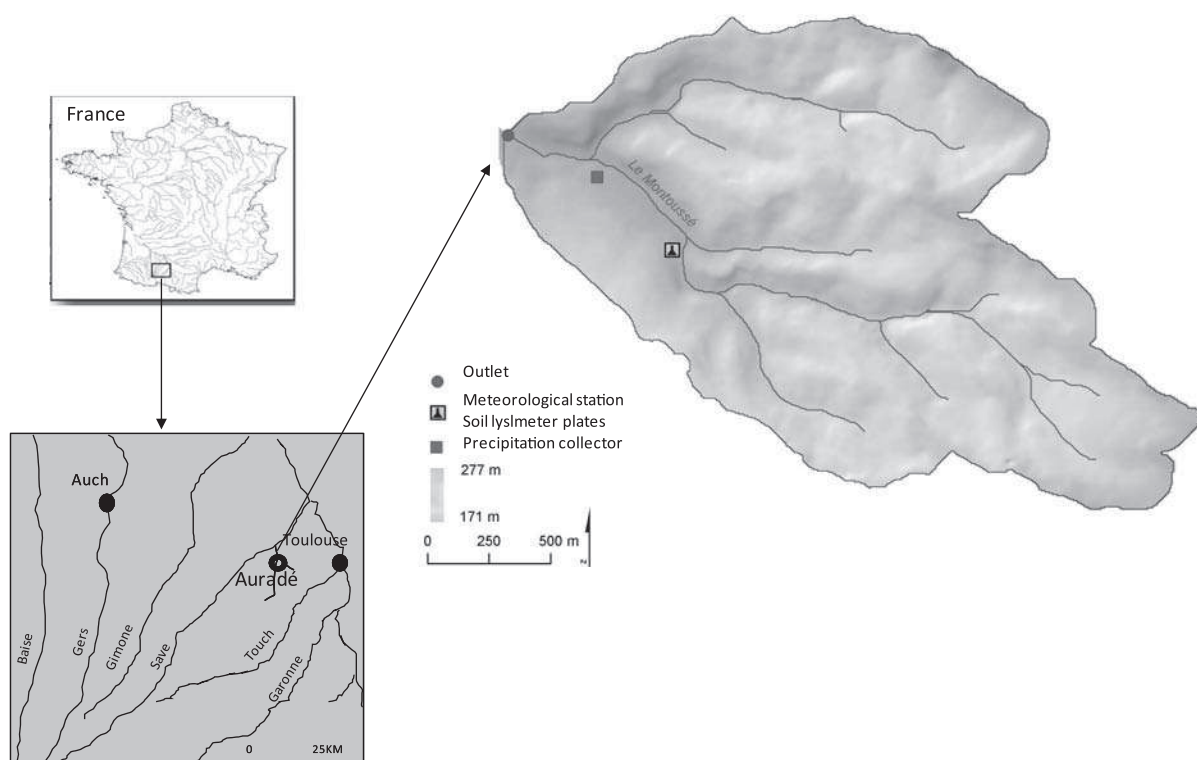 France
Le Montoussé
Outlet
Meteorological station
Soil lyslmeter plates
Precipitation collector
277 m
171 m
0 250 500 m
z
Auch
Toulouse
Auradé
Baise
Gers
Gimone
Save
Touch
Garonne
0 25KM